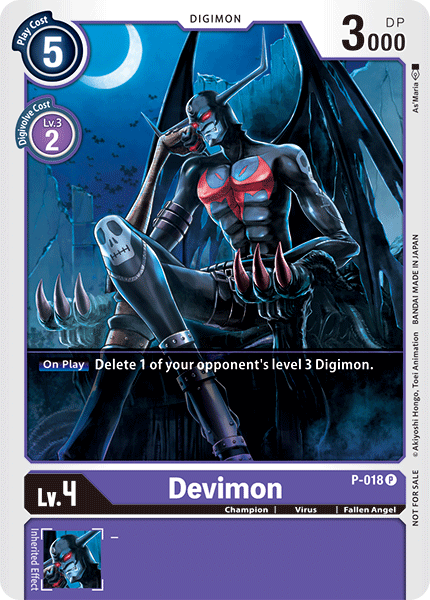 Play Cost
5
DIGIMON
DP
3000
Digivolve Cost
Lv.3
2
As'Maria
©Akiyoshi Hongo, Toei Animation BANDAI MADE IN JAPAN
On Play Delete 1 of your opponent's level 3 Digimon.
NOT FOR SALE
P-018 P
Lv.4
Devimon
Champion | Virus | Fallen Angel
Inherited Effect
-